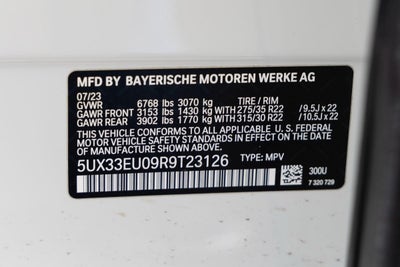 MFD BY BAYERISCHE MOTOREN WERKE AG
07/23 TIRE / RIM
GVWR 6768 lbs 3070 kg
GAWR FRONT 3153 lbs 1430 kg 275/35 R22 / 9.5J x 22
GAWR REAR 3902 lbs 1770 kg 315/30 R22 / 10.5J x 22
THIS VEHICLE CONFORMS TO ALL APPLICABLE U. S. FEDERAL
MOTOR VEHICLE SAFETY STANDARDS IN EFFECT ON THE
DATE OF MANUFACTURE SHOWN ABOVE.
5UX33EU09R9T23126 TYPE: MPV
300U
7 320 729